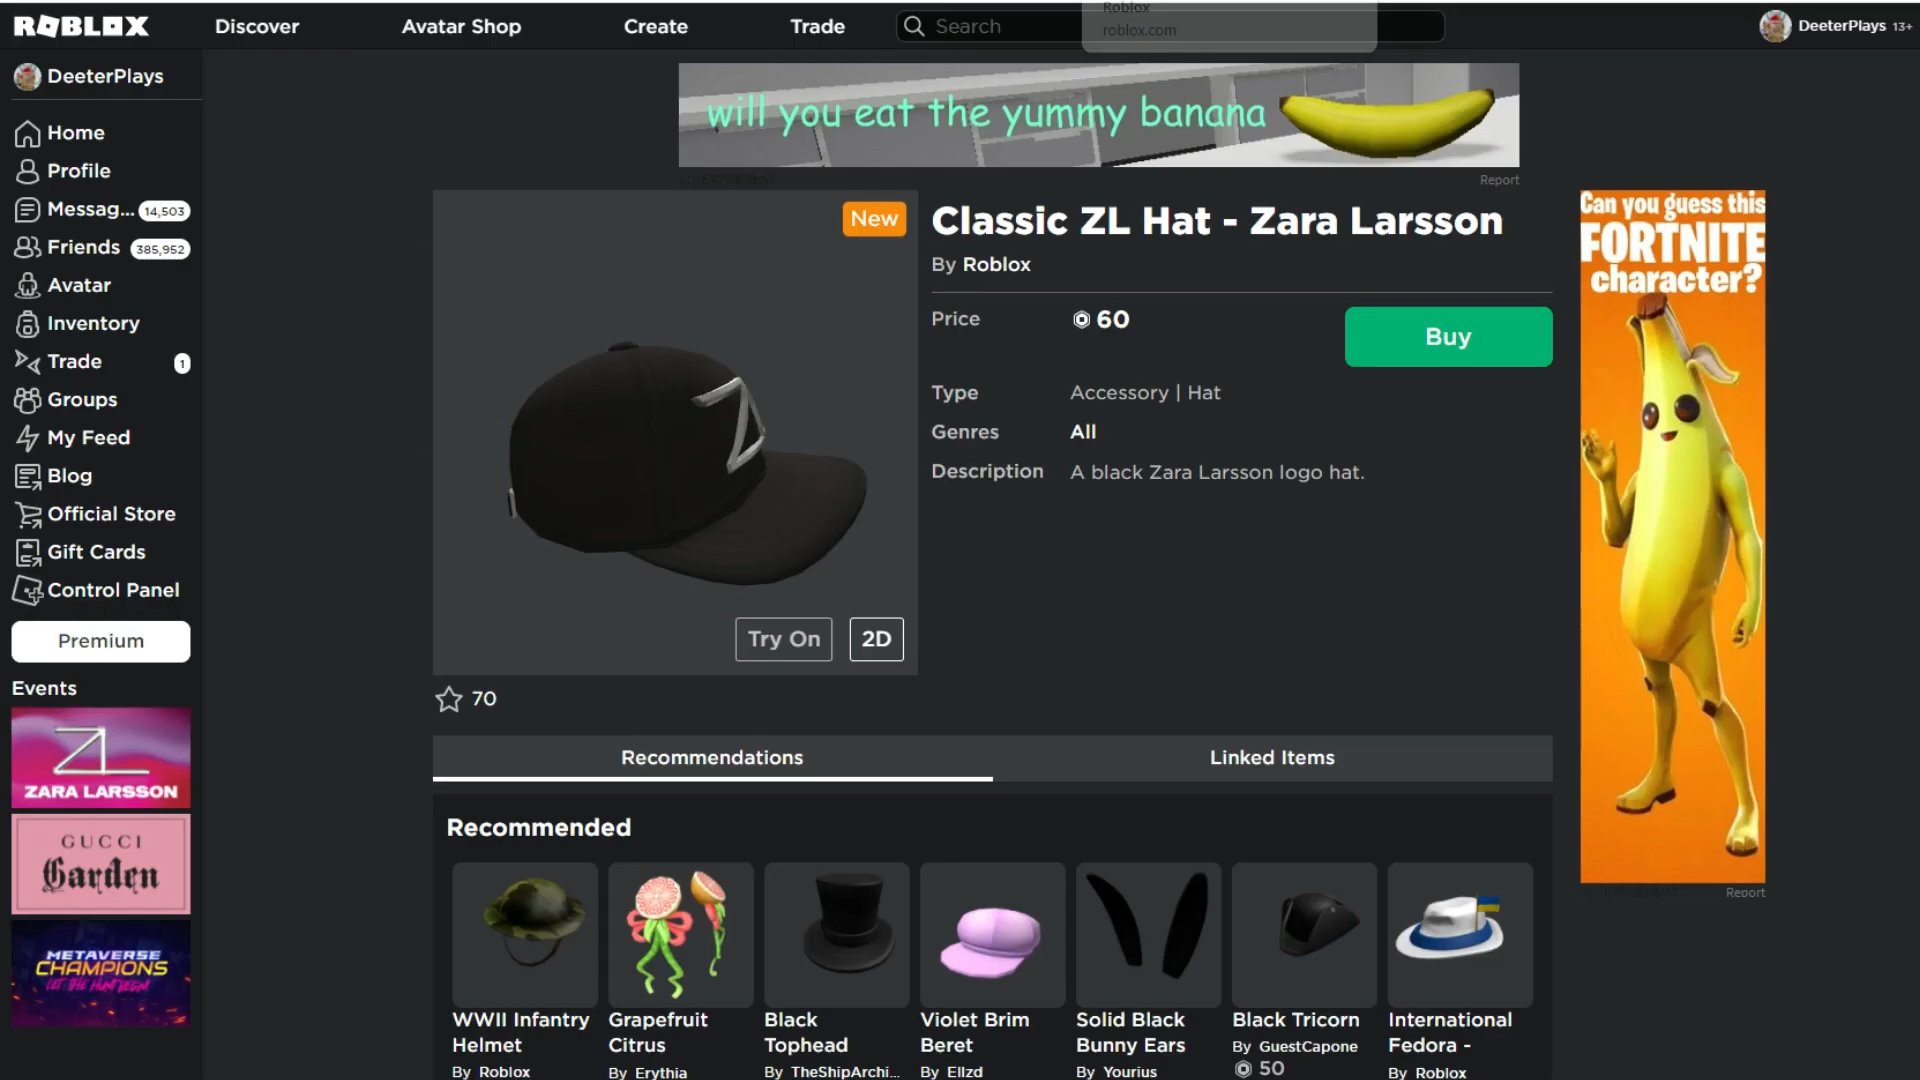 ROBLOX
Discover
Avatar Shop
Create
Trade
Search
Roblox
roblox.com
DeeterPlays 13+
DeeterPlays
Home
Profile
Messag... 14,503
Friends 385,952
Avatar
Inventory
Trade 1
Groups
My Feed
Blog
Official Store
Gift Cards
Control Panel
Premium
Events
ZL
ZARA LARSSON
GUCCI
Garden
METAVERSE
CHAMPIONS
LET THE HUNT BEGIN!
will you eat the yummy banana
ADVERTISEMENT
Report
New
Classic ZL Hat - Zara Larsson
By Roblox
Price 60
Buy
Type Accessory | Hat
Genres All
Description A black Zara Larsson logo hat.
Try On
2D
70
Can you guess this
FORTNITE
character?
Report
Recommendations
Linked Items
Recommended
WWII Infantry
Helmet
By Roblox
Grapefruit
Citrus
By Erythia
Black
Tophead
By TheShipArchi...
Violet Brim
Beret
By Ellzd
Solid Black
Bunny Ears
By Yourius
Black Tricorn
By GuestCapone
50
International
Fedora -
By Roblox